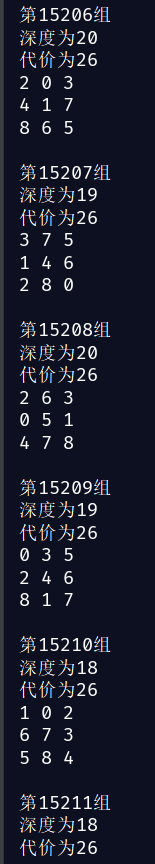 第15206组
深度为20
代价为26
2 0 3
4 1 7
8 6 5
第15207组
深度为19
代价为26
3 7 5
1 4 6
2 8 0
第15208组
深度为20
代价为26
2 6 3
0 5 1
4 7 8
第15209组
深度为19
代价为26
0 3 5
2 4 6
8 1 7
第15210组
深度为18
代价为26
1 0 2
6 7 3
5 8 4
第15211组
深度为18
代价为26